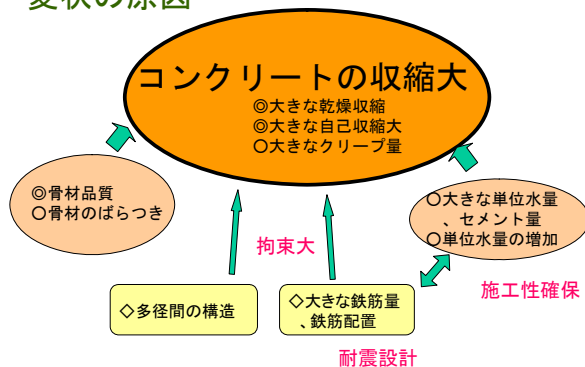 変状の原因
コンクリートの収縮大
◎大きな乾燥収縮
◎大きな自己収縮大
○大きなクリープ量
◎骨材品質
○骨材のばらつき
○大きな単位水量
、セメント量
○単位水量の増加
拘束大
施工性確保
◇多径間の構造
◇大きな鉄筋量
、鉄筋配置
耐震設計